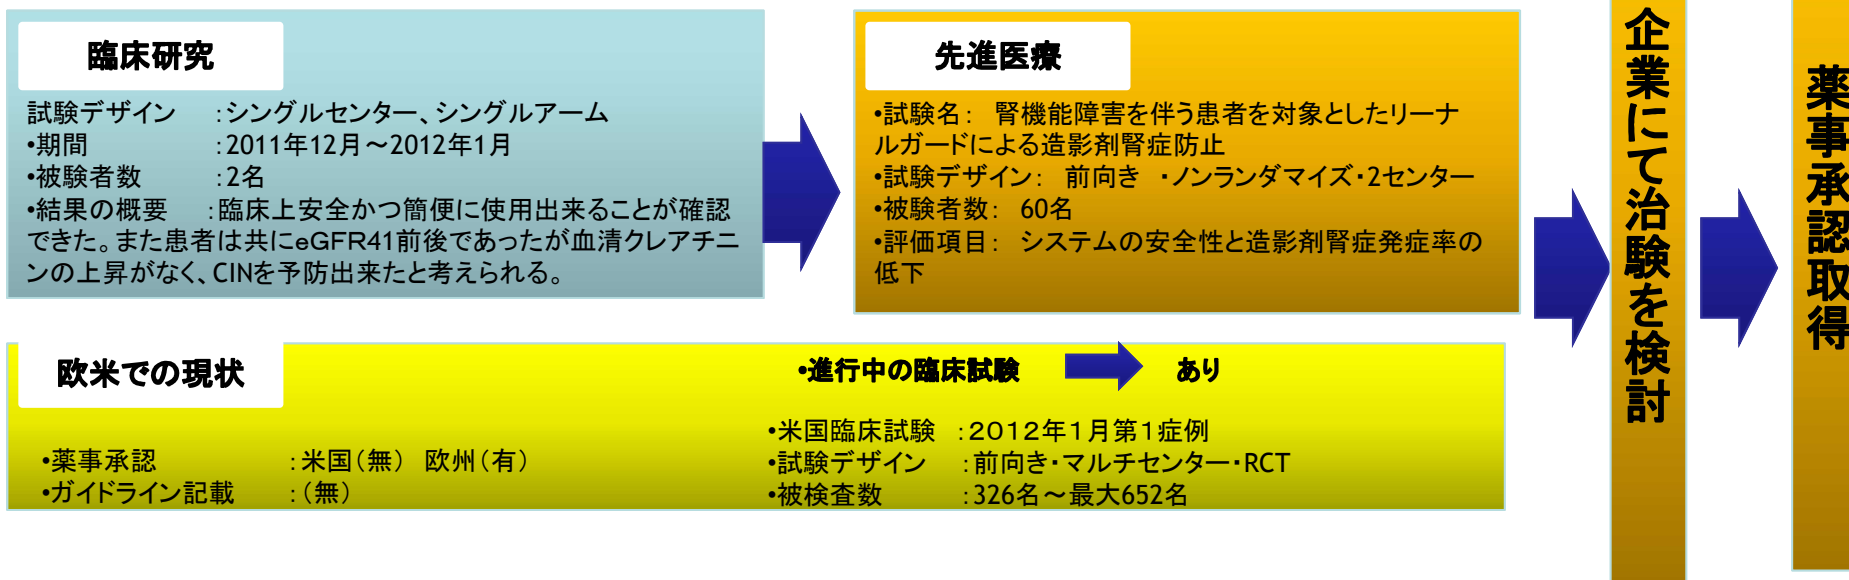 臨床研究
試験デザイン　：シングルセンター、シングルアーム
•期間　：2011年12月～2012年1月
•被験者数　：2名
•結果の概要　：臨床上安全かつ簡便に使用出来ることが確認
できた。また患者は共にeGFR41前後であったが血清クレアチニ
ンの上昇がなく、CINを予防出来たと考えられる。
先進医療
•試験名：　腎機能障害を伴う患者を対象としたリーナ
ルガードによる造影剤腎症防止
•試験デザイン：　前向き　・ノンランダマイズ・2センター
•被験者数：　60名
•評価項目：　システムの安全性と造影剤腎症発症率の
低下
企業にて治験を検討
薬事承認取得
欧米での現状
•薬事承認　：米国（無）　欧州（有）
•ガイドライン記載　：（無）
•進行中の臨床試験　あり
•米国臨床試験　：２０１２年１月第１症例
•試験デザイン　：前向き・マルチセンター・RCT
•被検査数　：326名～最大652名